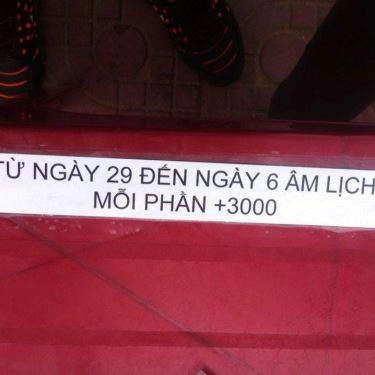 TỪ NGÀY 29 ĐẾN NGÀY 6 ÂM LỊCH
MỖI PHẦN +3000